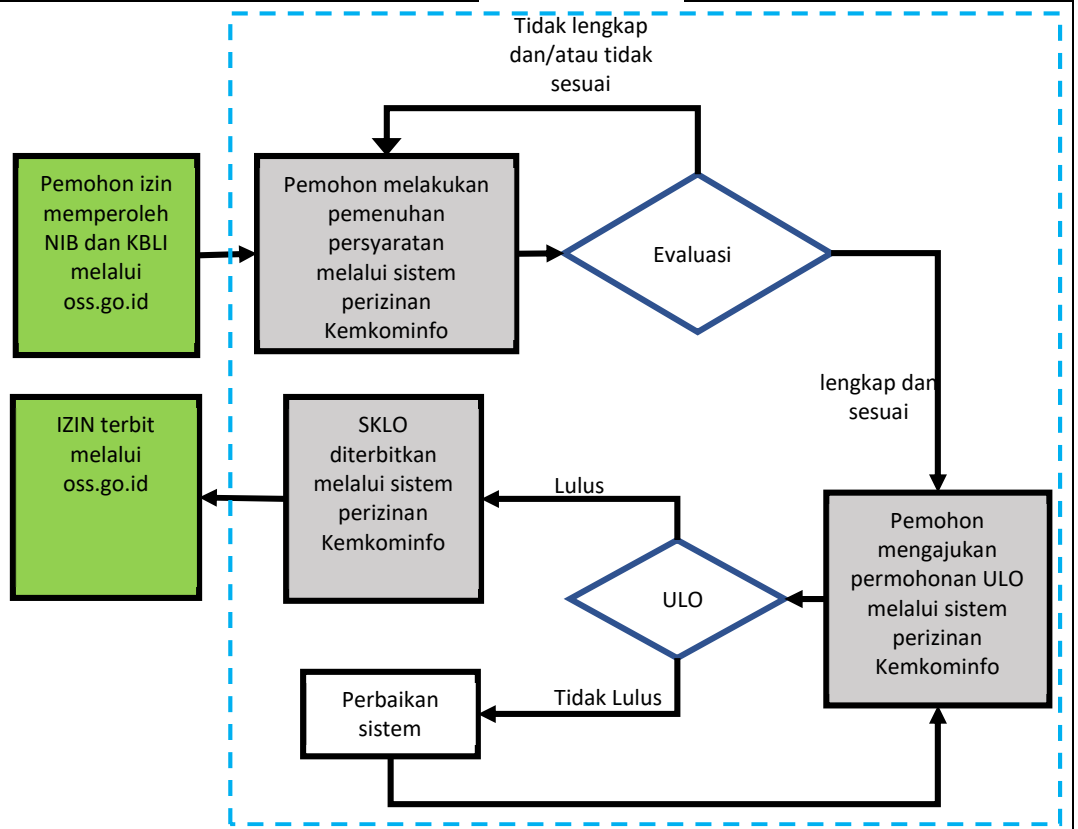 Tidak lengkap
dan/atau tidak
sesuai
Pemohon izin
memperoleh
NIB dan KBLI
melalui
oss.go.id
Pemohon melakukan
pemenuhan
persyaratan
melalui sistem
perizinan
Kemkominfo
Evaluasi
lengkap dan
sesuai
IZIN terbit
melalui
oss.go.id
SKLO
diterbitkan
melalui sistem
perizinan
Kemkominfo
Lulus
ULO
Pemohon
mengajukan
permohonan ULO
melalui sistem
perizinan
Kemkominfo
Tidak Lulus
Perbaikan
sistem